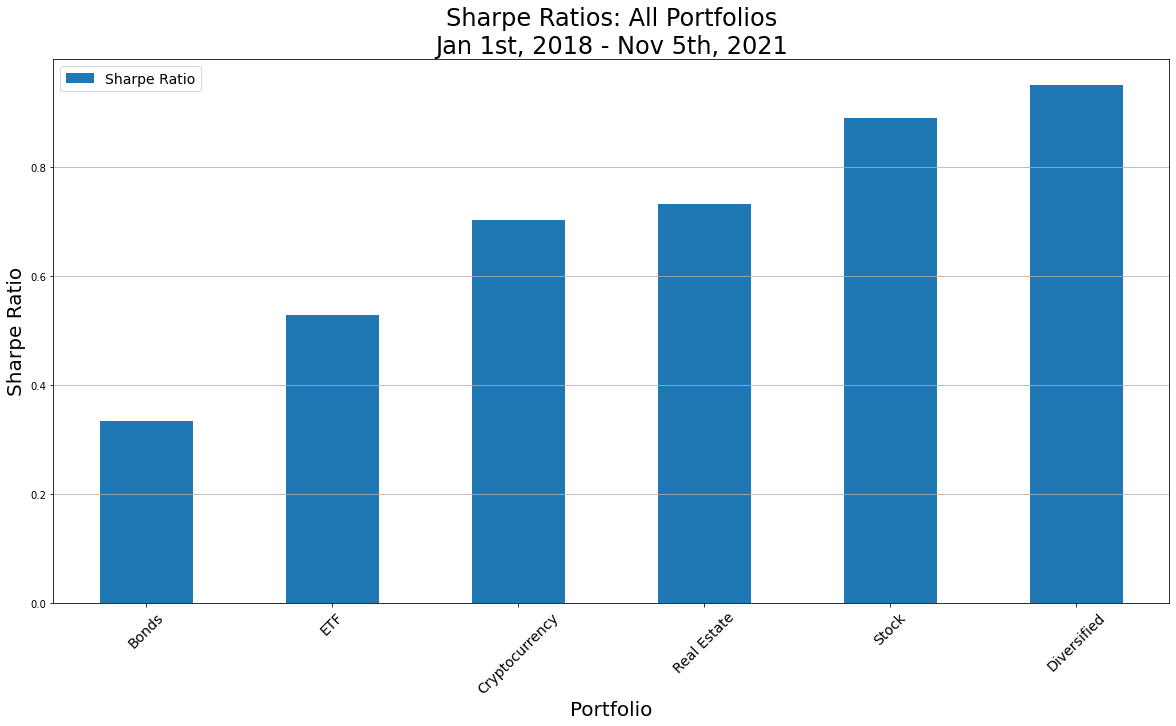 Sharpe Ratios: All Portfolios
Jan 1st, 2018 - Nov 5th, 2021
Sharpe Ratio
Sharpe Ratio
0.8
0.6
0.4
0.2
0.0
Bonds
ETF
Cryptocurrency
Real Estate
Stock
Diversified
Portfolio